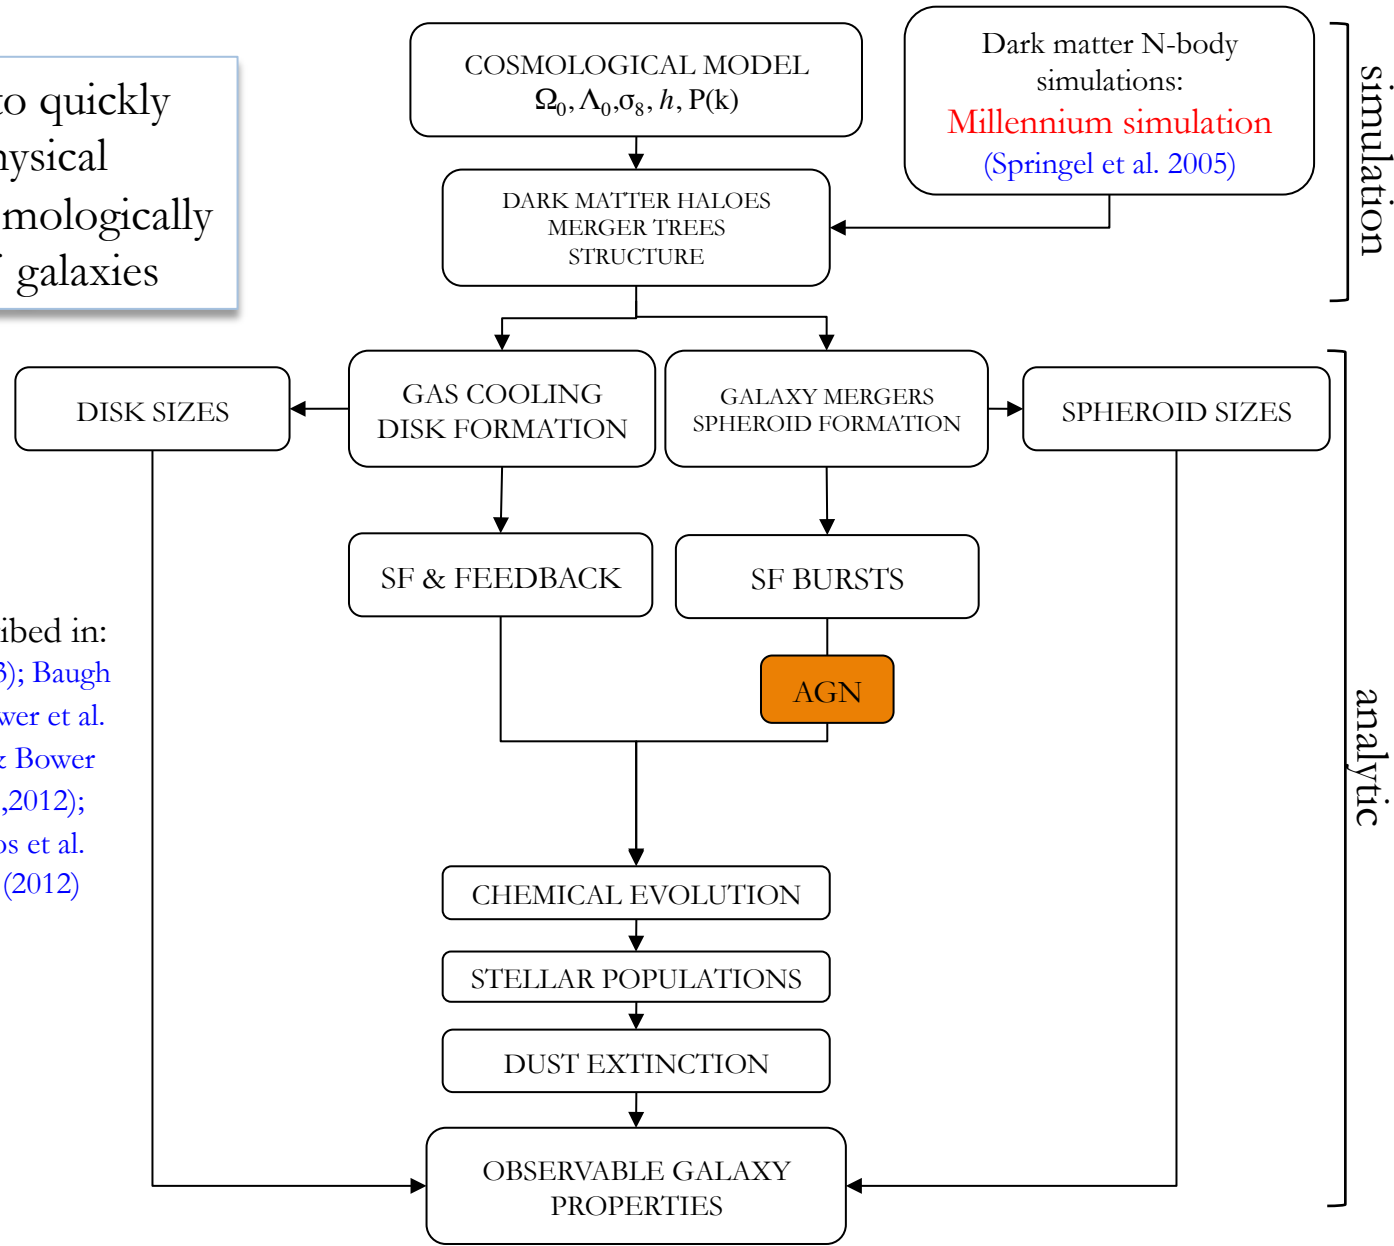 to quickly
hysical
mologically
galaxies
COSMOLOGICAL MODEL
Ω₀, Λ₀,σ₈, h, P(k)
Dark matter N-body
simulations:
Millennium simulation
(Springel et al. 2005)
simulation
DARK MATTER HALOES
MERGER TREES
STRUCTURE
DISK SIZES
GAS COOLING
DISK FORMATION
GALAXY MERGERS
SPHEROID FORMATION
SPHEROID SIZES
SF & FEEDBACK
SF BURSTS
AGN
ibed in:
3); Baugh
wer et al.
& Bower
,2012);
os et al.
(2012)
analytic
CHEMICAL EVOLUTION
STELLAR POPULATIONS
DUST EXTINCTION
OBSERVABLE GALAXY
PROPERTIES